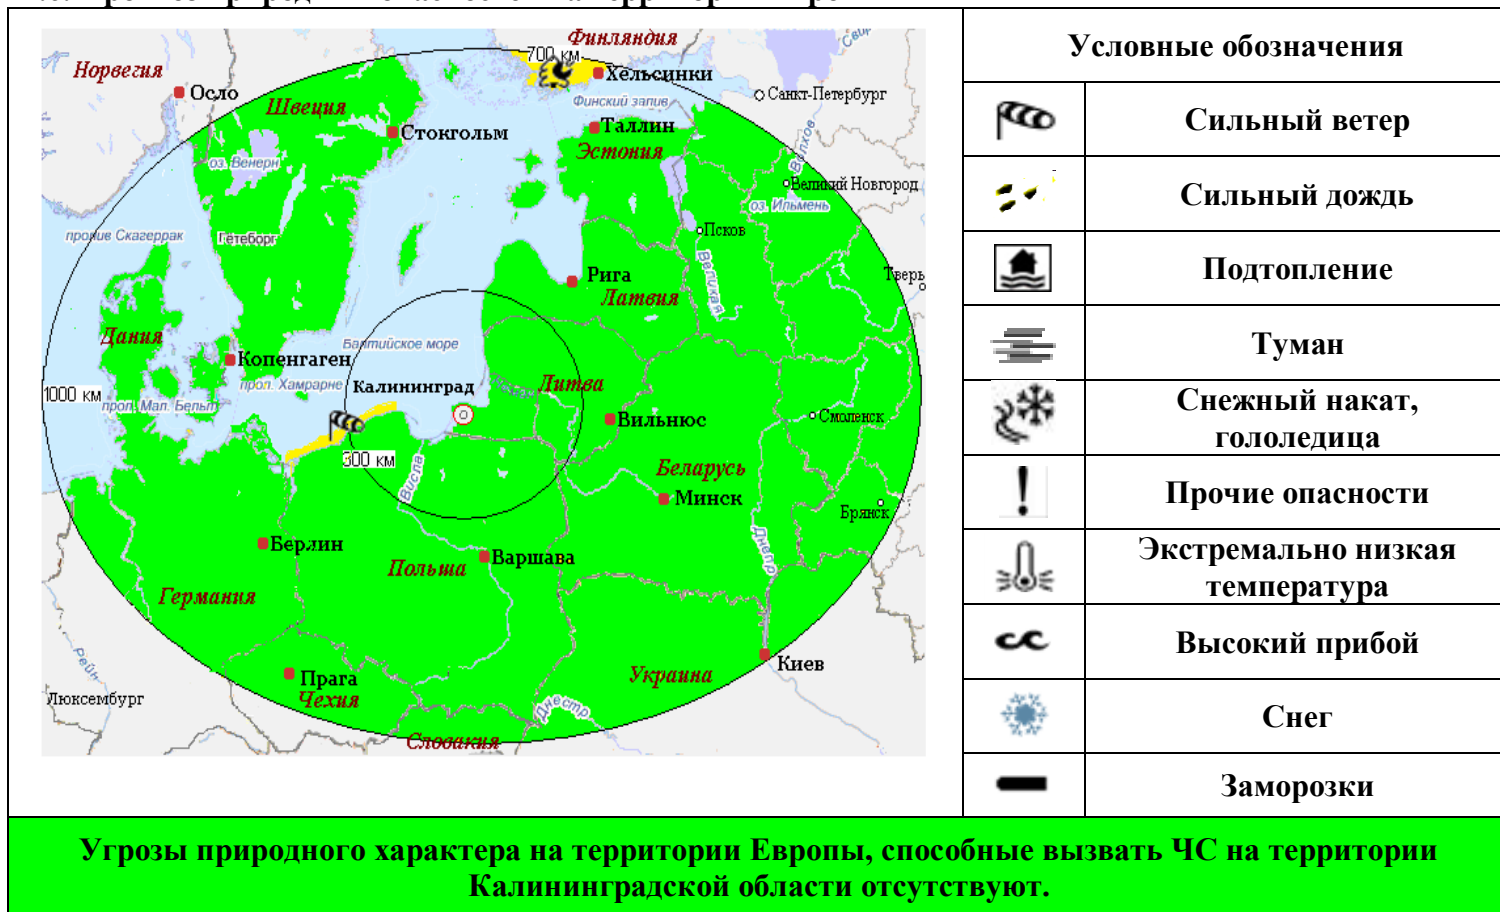 Условные обозначения
Сильный ветер
Сильный дождь
Подтопление
Туман
Снежный накат,
гололедица
Прочие опасности
Экстремально низкая
температура
Высокий прибой
Снег
Заморозки
Финляндия
700 км
Норвегия
Хельсинки
Осло
Швеция
Финский залив
Санкт-Петербург
Стокгольм
Таллин
Эстония
Волхов
оз. Венерн
Великий Новгород
оз. Ильмень
пролив Скагеррак
Гётеборг
Псков
Великая
Тверь
Рига
Латвия
Дания
Балтийское море
Копенгаген
прол. Хамрарне
Калининград
Литва
1000 км
прол. Мал. Бельт
Вильнюс
Смоленск
300 км
Висла
Беларусь
Минск
Брянск
Берлин
Днепр
Варшава
Польша
Германия
Рейн
Киев
Украина
Прага
Чехия
Люксембург
Днестр
Словакия
Угрозы природного характера на территории Европы, способные вызвать ЧС на территории
Калининградской области отсутствуют.